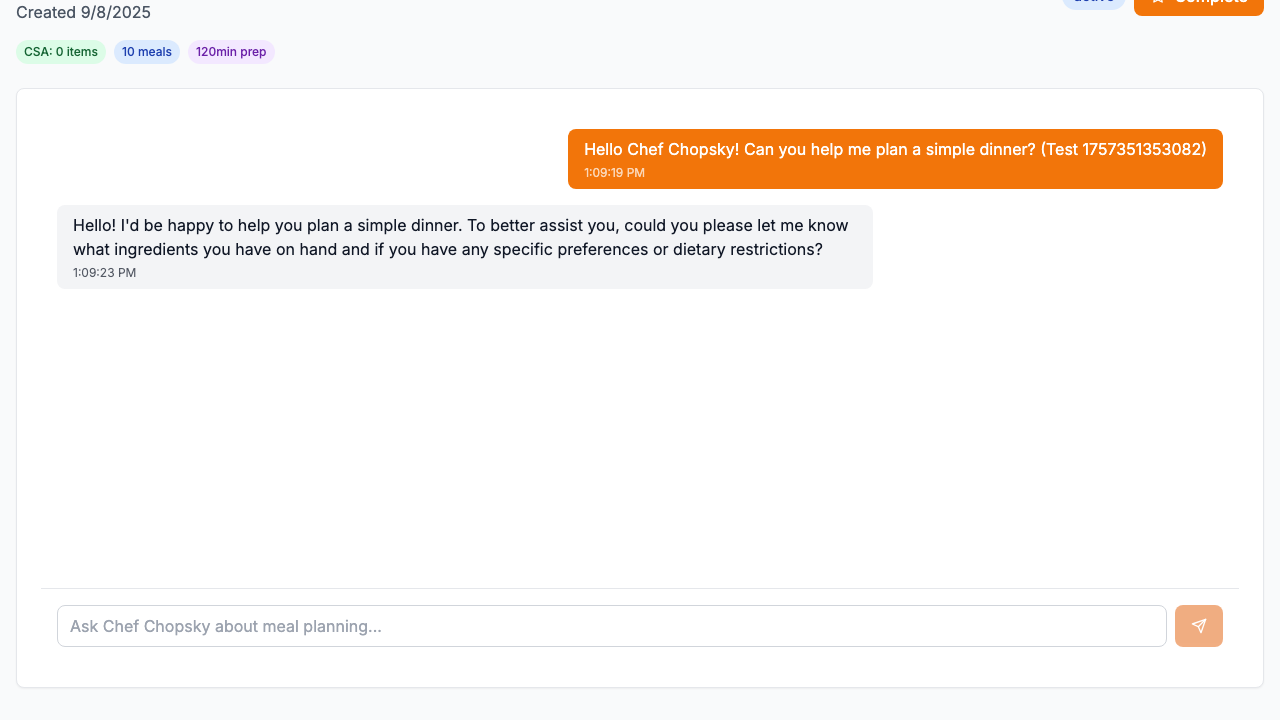 Created 9/8/2025
active
Complete
CSA: 0 items
10 meals
120min prep
Hello Chef Chopsky! Can you help me plan a simple dinner? (Test 1757351353082)
1:09:19 PM
Hello! I'd be happy to help you plan a simple dinner. To better assist you, could you please let me know
what ingredients you have on hand and if you have any specific preferences or dietary restrictions?
1:09:23 PM
Ask Chef Chopsky about meal planning...